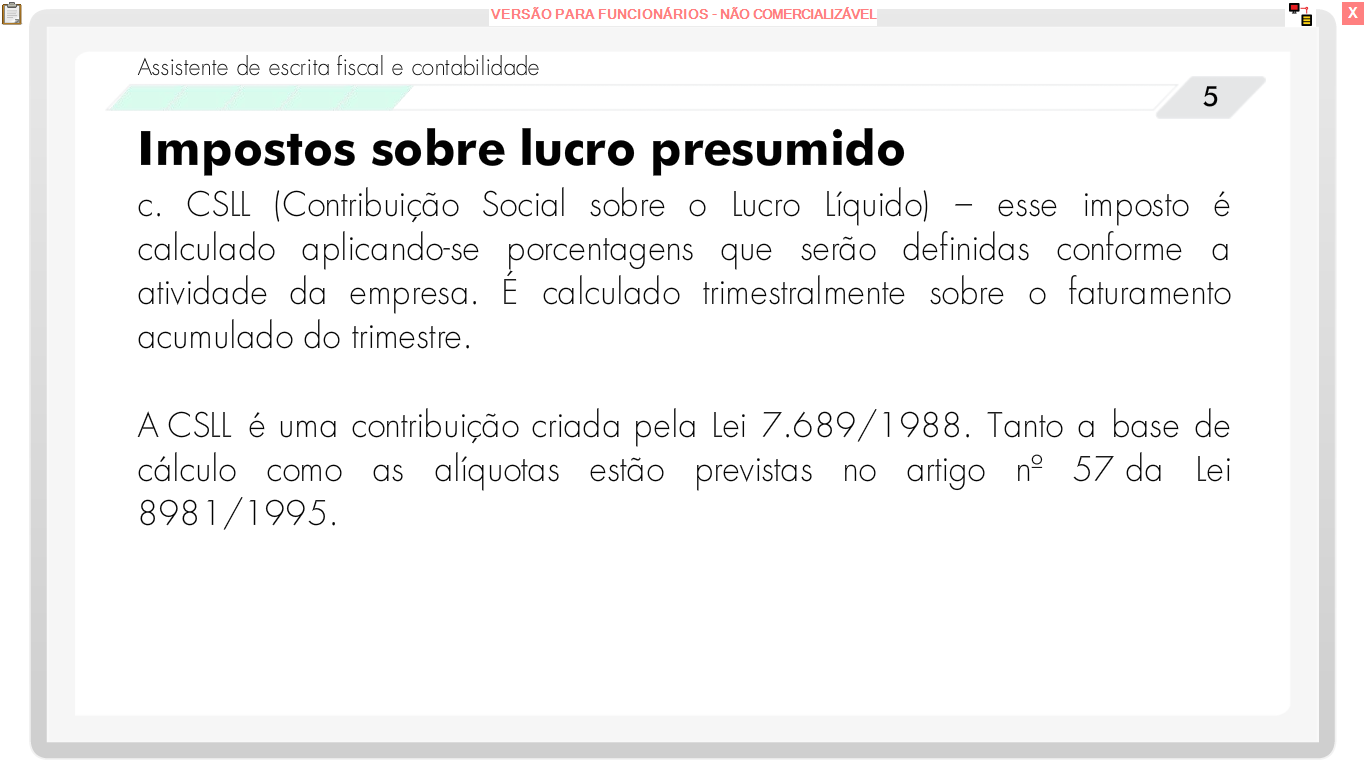 VERSÃO PARA FUNCIONÁRIOS - NÃO COMERCIALIZÁVEL
X
Assistente de escrita fiscal e contabilidade
5
Impostos sobre lucro presumido
c. CSLL (Contribuição Social sobre o Lucro Líquido) – esse imposto é
calculado aplicando-se porcentagens que serão definidas conforme a
atividade da empresa. É calculado trimestralmente sobre o faturamento
acumulado do trimestre.
A CSLL é uma contribuição criada pela Lei 7.689/1988. Tanto a base de
cálculo como as alíquotas estão previstas no artigo nº 57 da Lei
8981/1995.